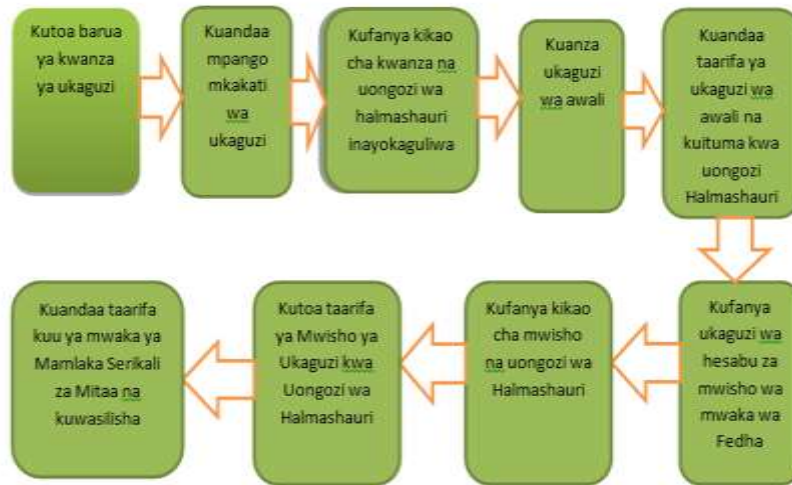 Kutoa barua
ya kwanza
ya ukaguzi
Kuandaa
mpango
mkakati
wa
ukaguzi
Kufanya kikao
cha kwanza na
uongozi wa
halmashauri
inayokaguliwa
Kuanza
ukaguzi
wa awali
Kuandaa
taarifa ya
ukaguzi wa
awali na
kuituma kwa
uongozi
Halmashauri
Kufanya
ukaguzi wa
hesabu za
mwisho wa
mwaka wa
Fedha
Kufanya kikao
cha mwisho
na uongozi wa
Halmashauri
Kutoa taarifa
ya Mwisho ya
Ukaguzi kwa
Uongozi wa
Halmashauri
Kuandaa taarifa
kuu ya mwaka ya
Mamlaka Serikali
za Mitaa na
kuwasilisha